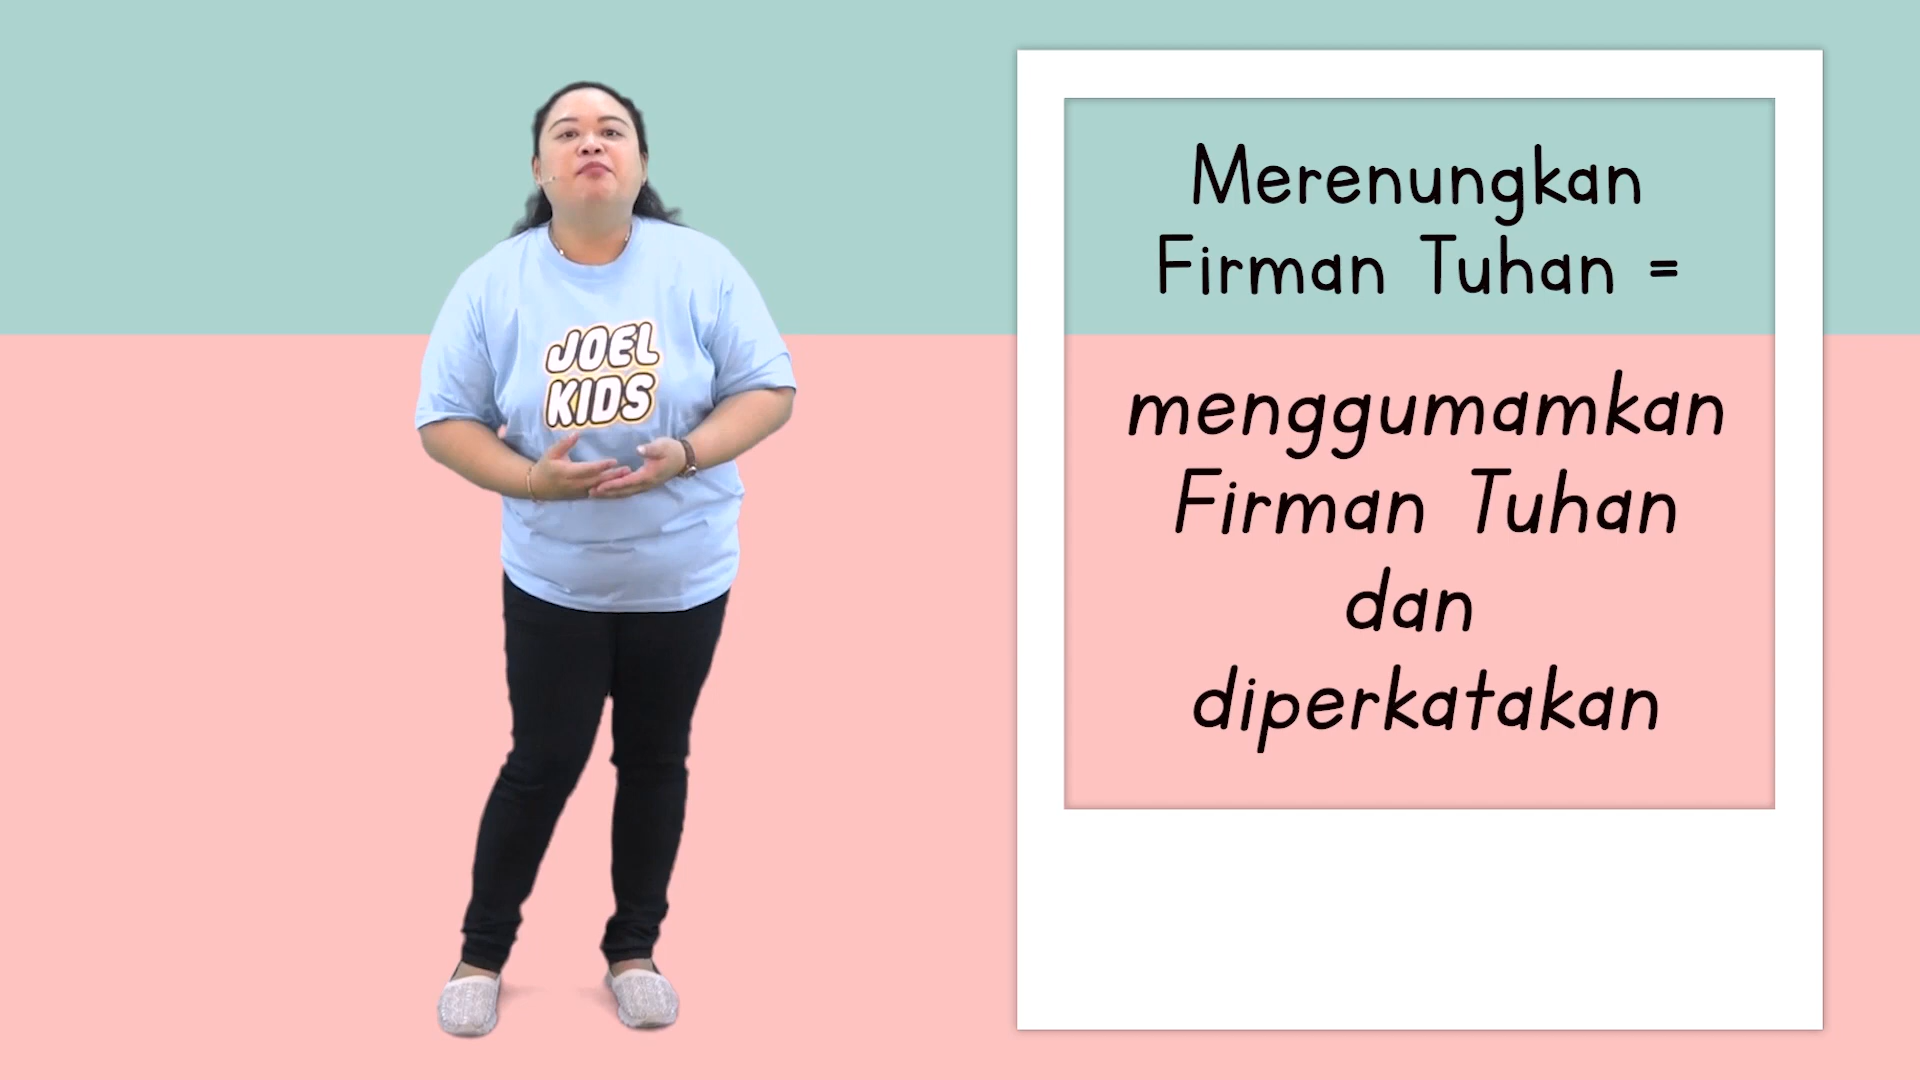 JOEL
KIDS
Merenungkan
Firman Tuhan =
menggumamkan
Firman Tuhan
dan
diperkatakan